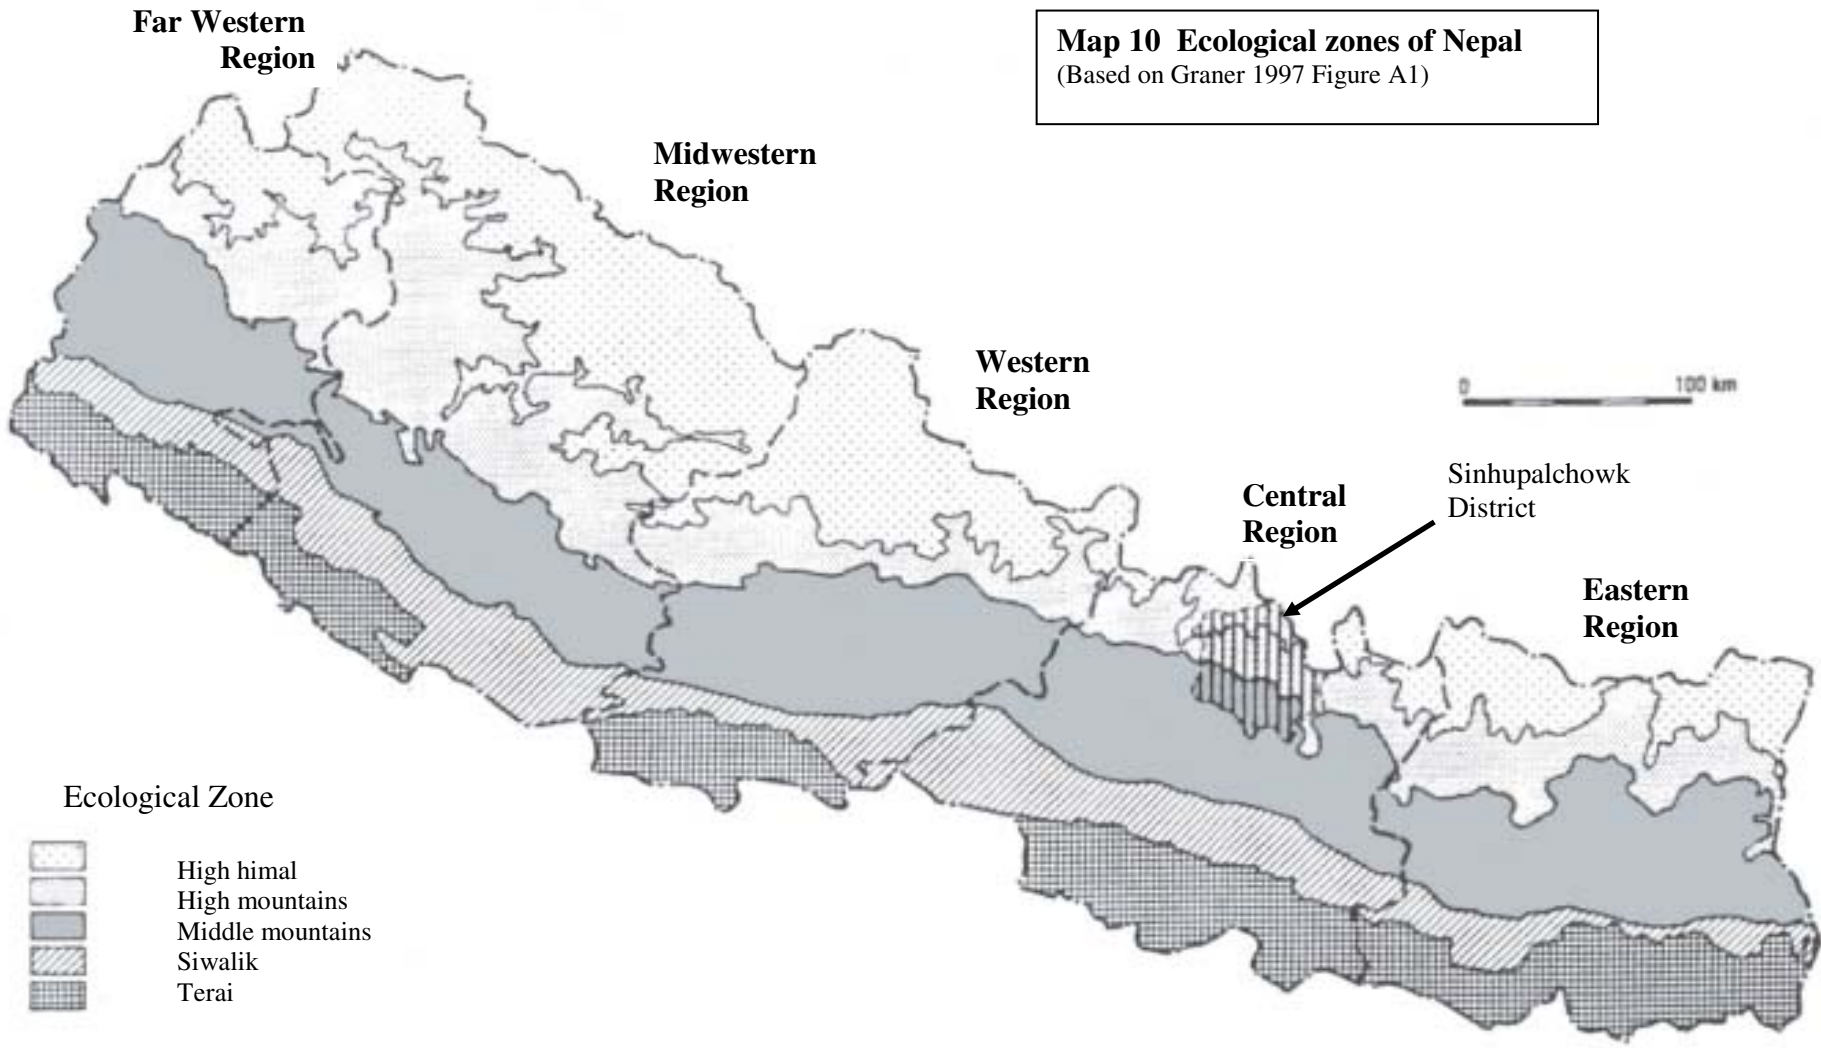 Far Western
Region
Map 10  Ecological zones of Nepal
(Based on Graner 1997 Figure A1)
Midwestern
Region
Western
Region
0 100 km
Sinhupalchowk
District
Central
Region
Eastern
Region
Ecological Zone
High himal
High mountains
Middle mountains
Siwalik
Terai